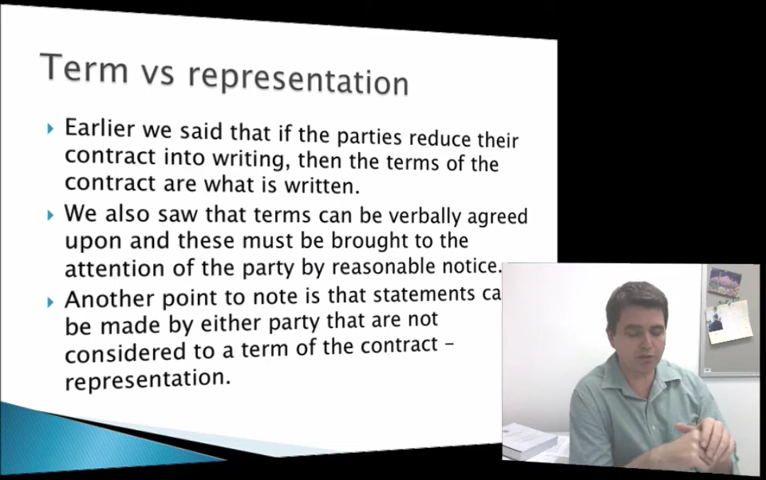 Term vs representation
Earlier we said that if the parties reduce their
contract into writing, then the terms of the
contract are what is written.
We also saw that terms can be verbally agreed
upon and these must be brought to the
attention of the party by reasonable notice.
Another point to note is that statements ca
be made by either party that are not
considered to a term of the contract –
representation.